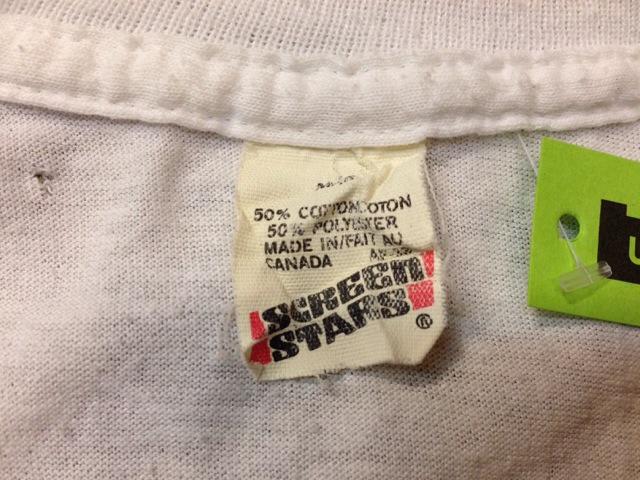 50% COTTON/COTON
50% POLYESTER
MADE IN/FAIT AU
CANADA
SCREEN
STARS®